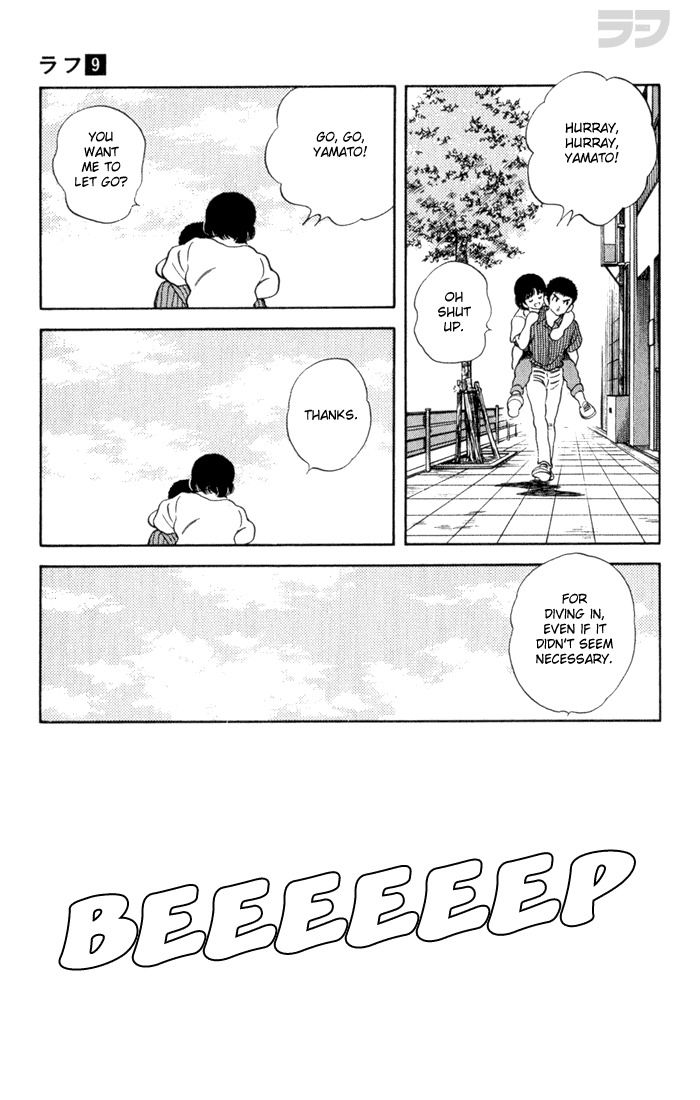 ラフ
ラフ9
HURRAY,
HURRAY,
YAMATO!
OH
SHUT
UP.
GO, GO,
YAMATO!
YOU
WANT
ME TO
LET GO?
THANKS.
FOR
DIVING IN,
EVEN IF IT
DIDN'T SEEM
NECESSARY.
BEEEEEEP